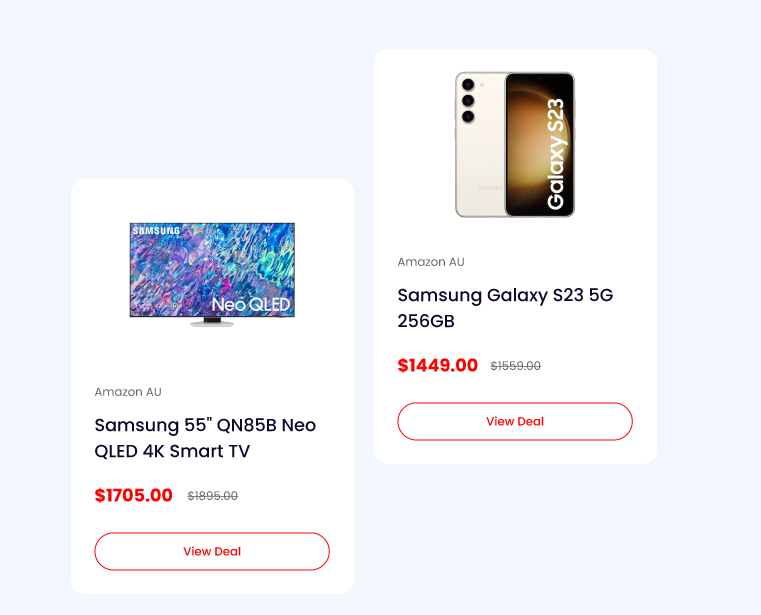 SAMSUNG
Neo QLED
Amazon AU
Samsung 55" QN85B Neo
QLED 4K Smart TV
$1705.00 $1895.00
View Deal
Galaxy S23
Amazon AU
Samsung Galaxy S23 5G
256GB
$1449.00 $1559.00
View Deal